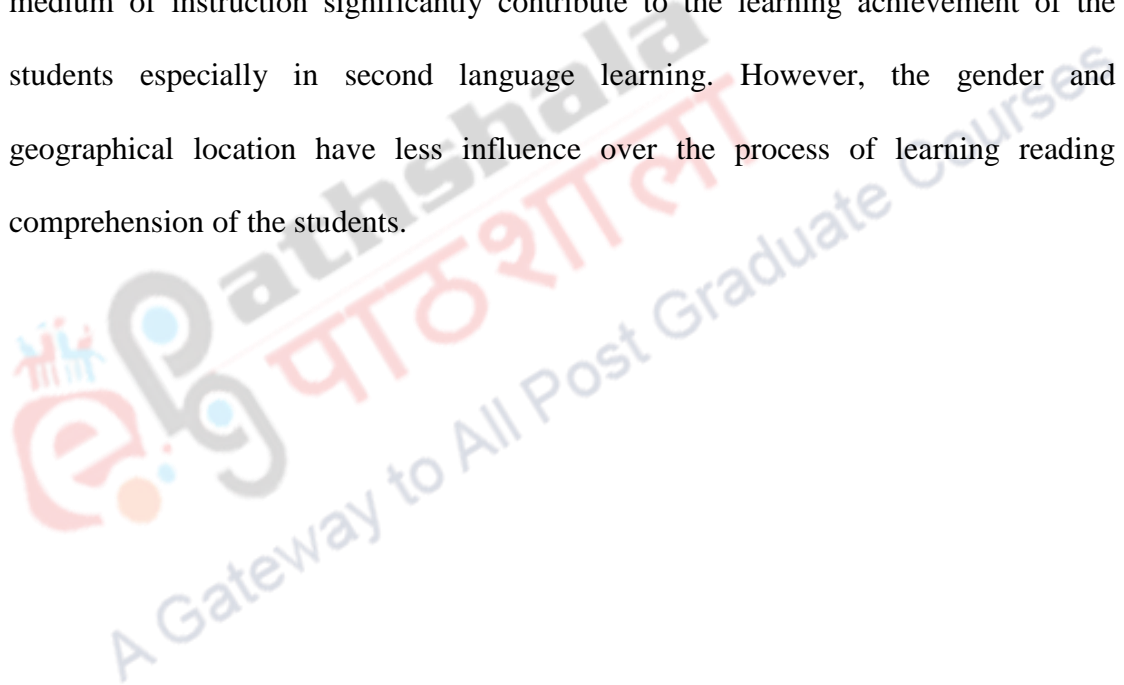 medium of instruction significantly contribute to the learning achievement of the
students especially in second language learning. However, the gender and
geographical location have less influence over the process of learning reading
comprehension of the students.
ePathshala
पाठशाला
A Gateway to All Post Graduate Courses